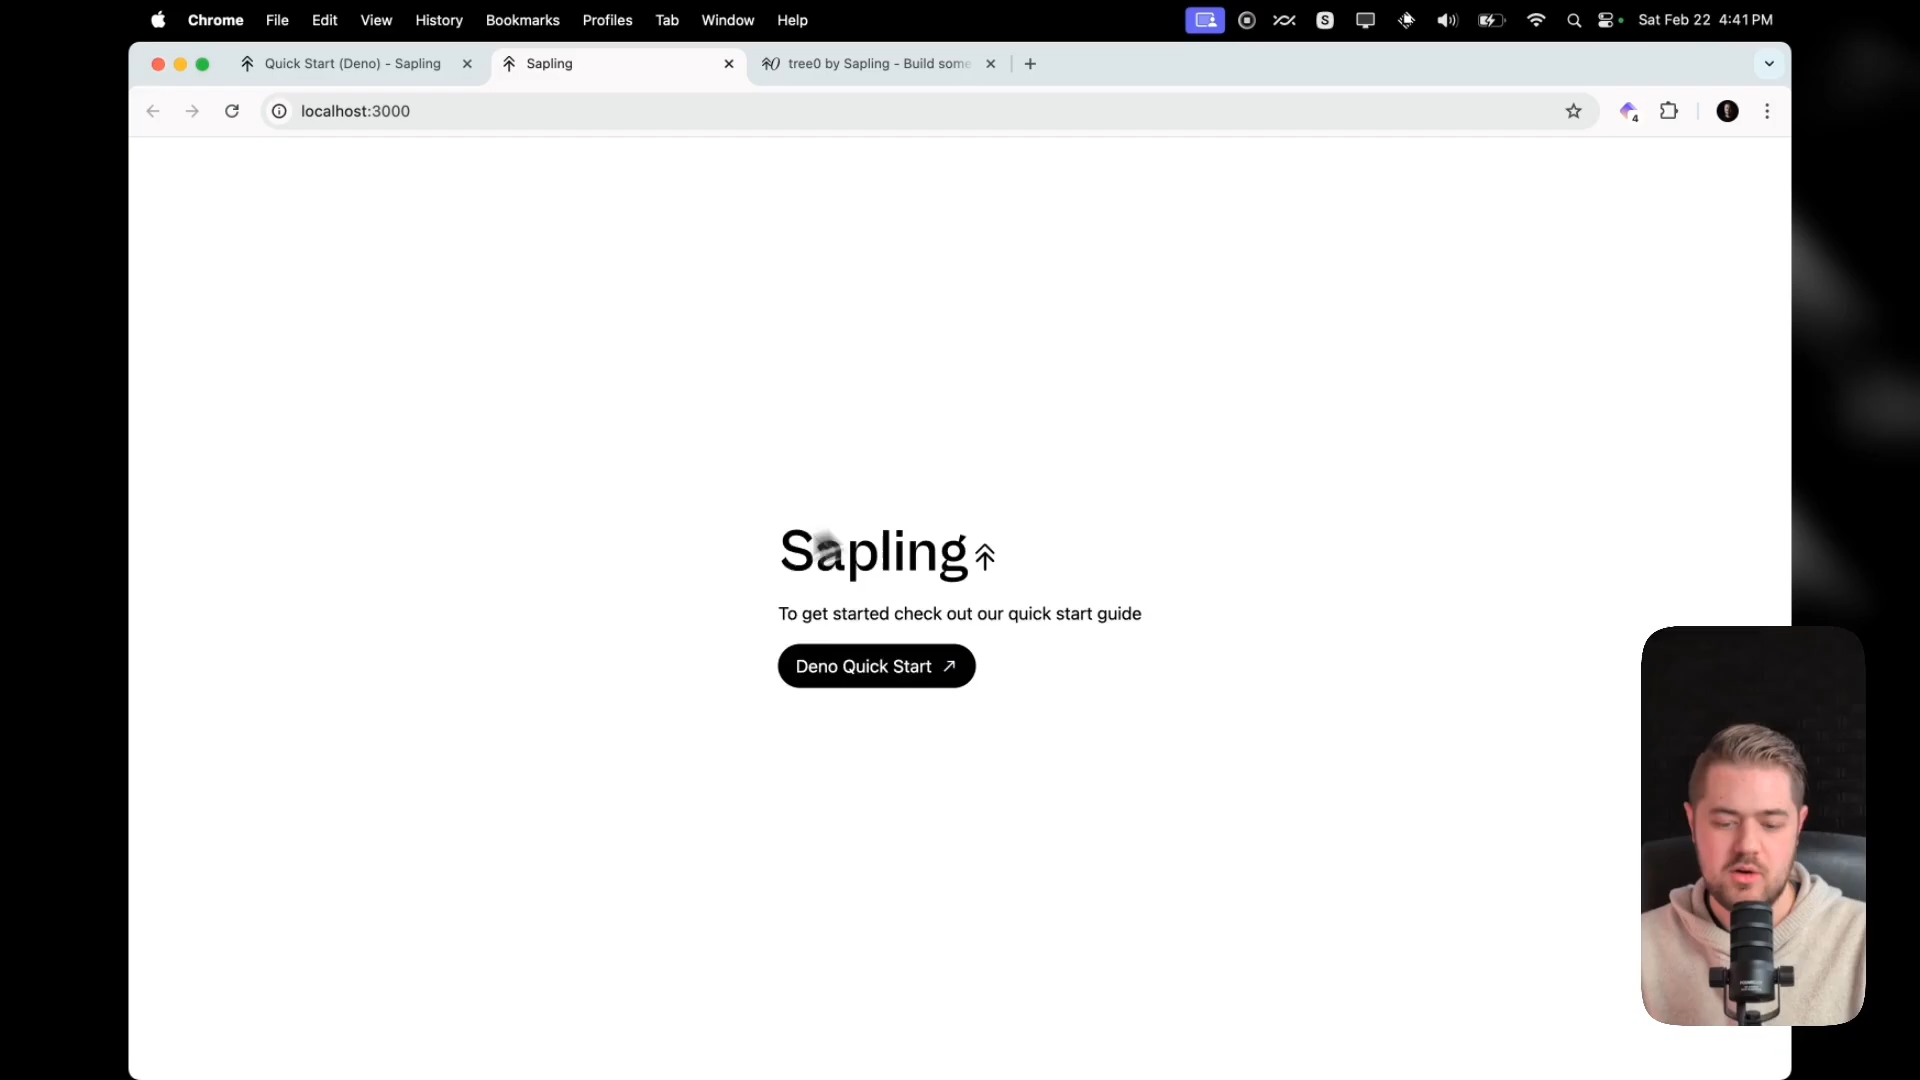 Chrome File Edit View History Bookmarks Profiles Tab Window Help S Sat Feb 22 4:41 PM
Quick Start (Deno) - Sapling Sapling tree0 by Sapling - Build some
localhost:3000 4
Sapling
To get started check out our quick start guide
Deno Quick Start ↗